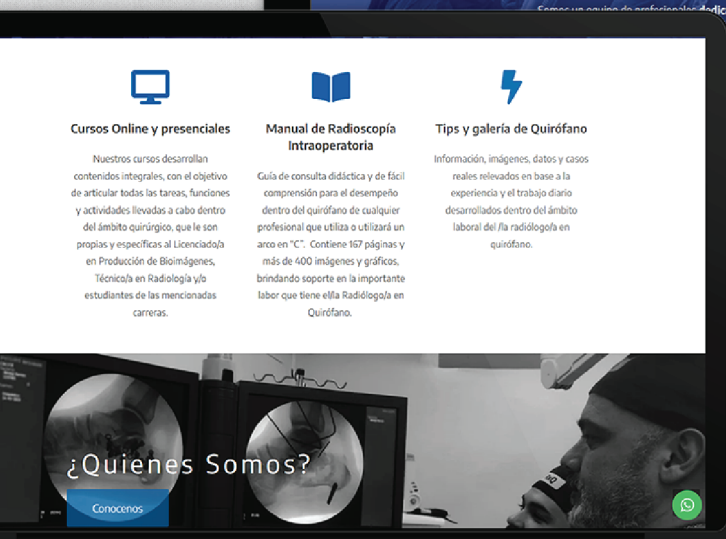 Somos un equipo de profesionales dedic
Cursos Online y presenciales
Nuestros cursos desarrollan
contenidos integrales, con el objetivo
de articular todas las tareas, funciones
y actividades llevadas a cabo dentro
del ámbito quirúrgico, que le son
propias y específicas al Licenciado/a
en Producción de Bioimágenes,
Técnico/a en Radiología y/o
estudiantes de las mencionadas
carreras.
Manual de Radioscopía
Intraoperatoria
Guía de consulta didáctica y de fácil
comprensión para el desempeño
dentro del quirófano de cualquier
profesional que utiliza o utilizará un
arco en "C". Contiene 167 páginas y
más de 400 imágenes y gráficos,
brindando soporte en la importante
labor que tiene el/la Radiólogo/a en
Quirófano.
Tips y galería de Quirófano
Información, imágenes, datos y casos
reales relevados en base a la
experiencia y el trabajo diario
desarrollados dentro del ámbito
laboral del /la radiólogo/a en
quirófano.
¿Quienes Somos?
Conocenos